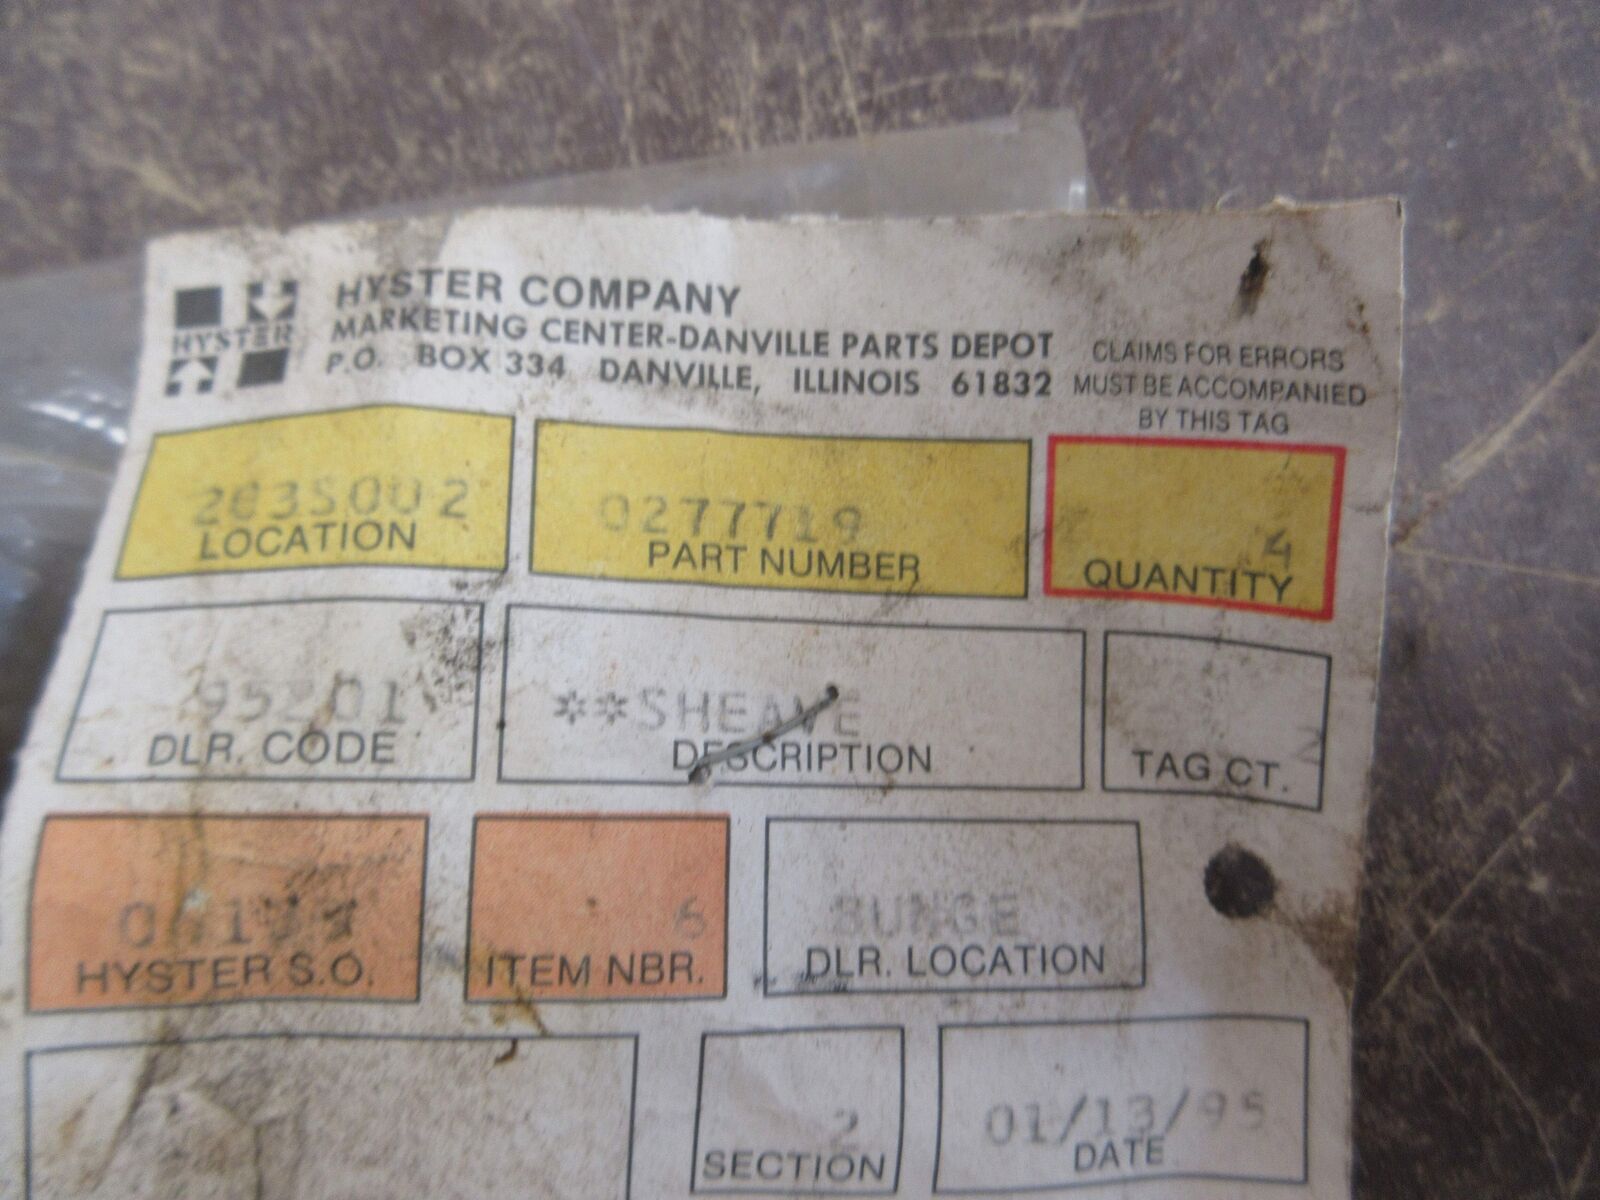 HYSTER
HYSTER COMPANY
MARKETING CENTER-DANVILLE PARTS DEPOT
P.O. BOX 334 DANVILLE, ILLINOIS 61832
CLAIMS FOR ERRORS
MUST BE ACCOMPANIED
BY THIS TAG
LOCATION
0277719
PART NUMBER
4
QUANTITY
95201
DLR. CODE
**SHEAVE
DESCRIPTION
2
TAG CT.
HYSTER S.O.
6
ITEM NBR.
BUNGE
DLR. LOCATION
2
SECTION
01/13/95
DATE